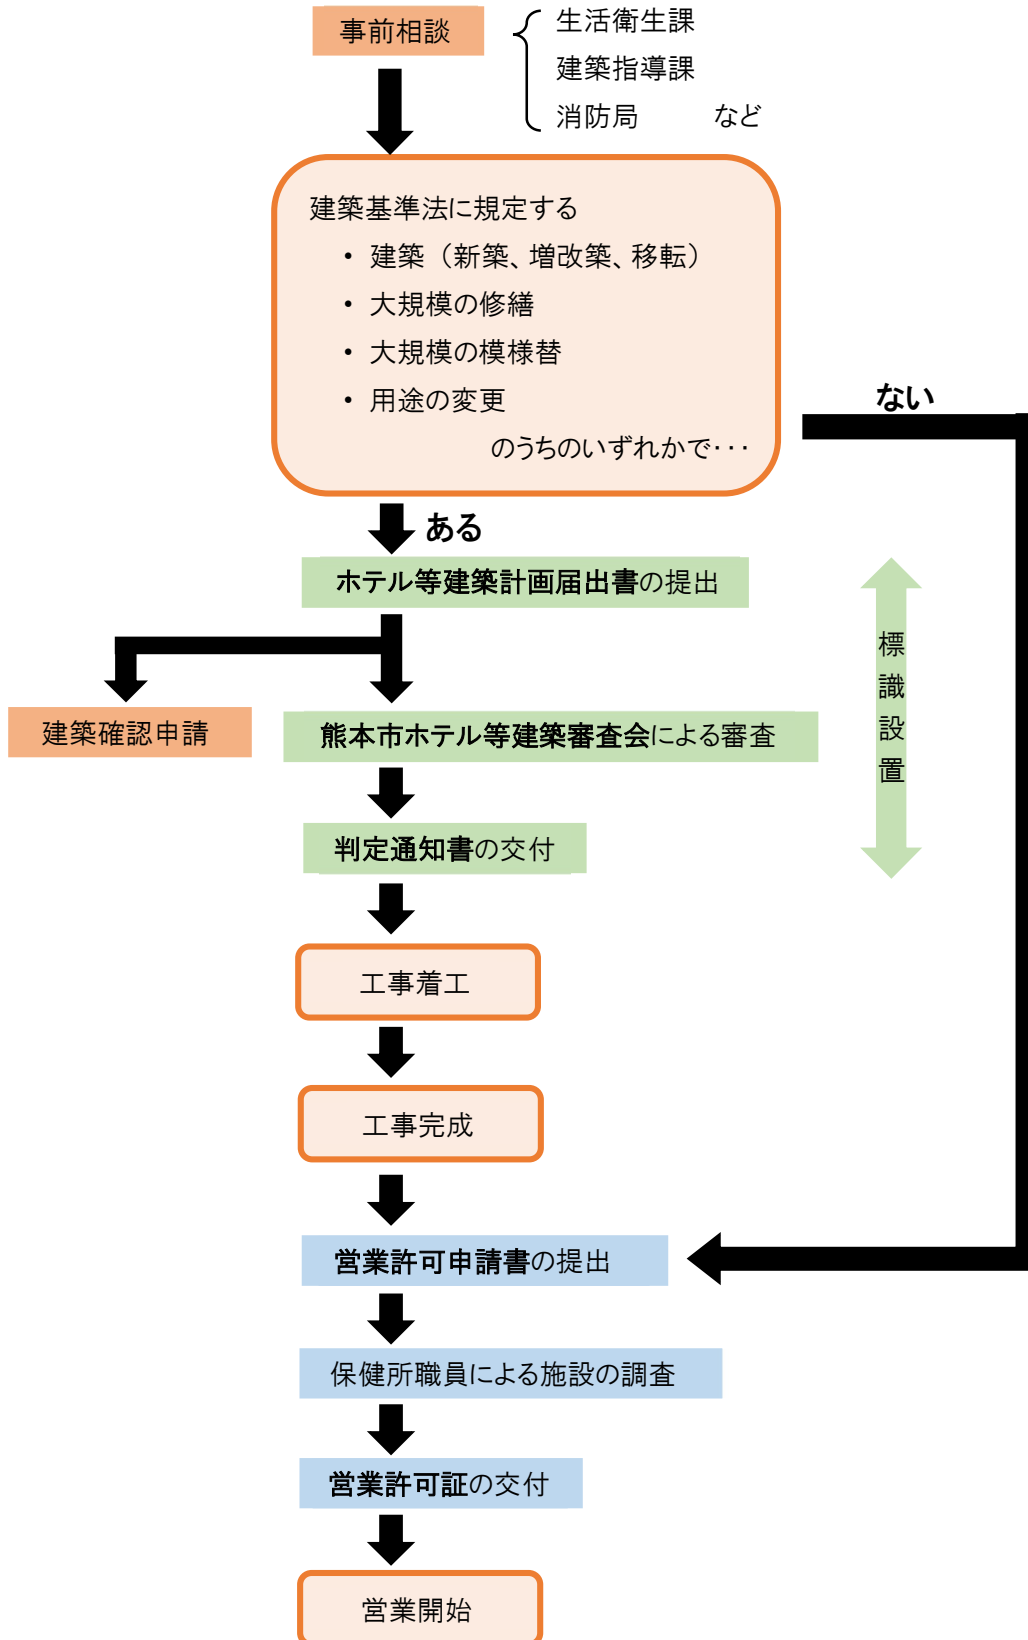 事前相談
生活衛生課
建築指導課
消防局　　など
建築基準法に規定する
・ 建築（新築、増改築、移転）
・ 大規模の修繕
・ 大規模の模様替
・ 用途の変更
のうちのいずれかで･･･
ない
ある
ホテル等建築計画届出書の提出
標識設置
建築確認申請
熊本市ホテル等建築審査会による審査
判定通知書の交付
工事着工
工事完成
営業許可申請書の提出
保健所職員による施設の調査
営業許可証の交付
営業開始